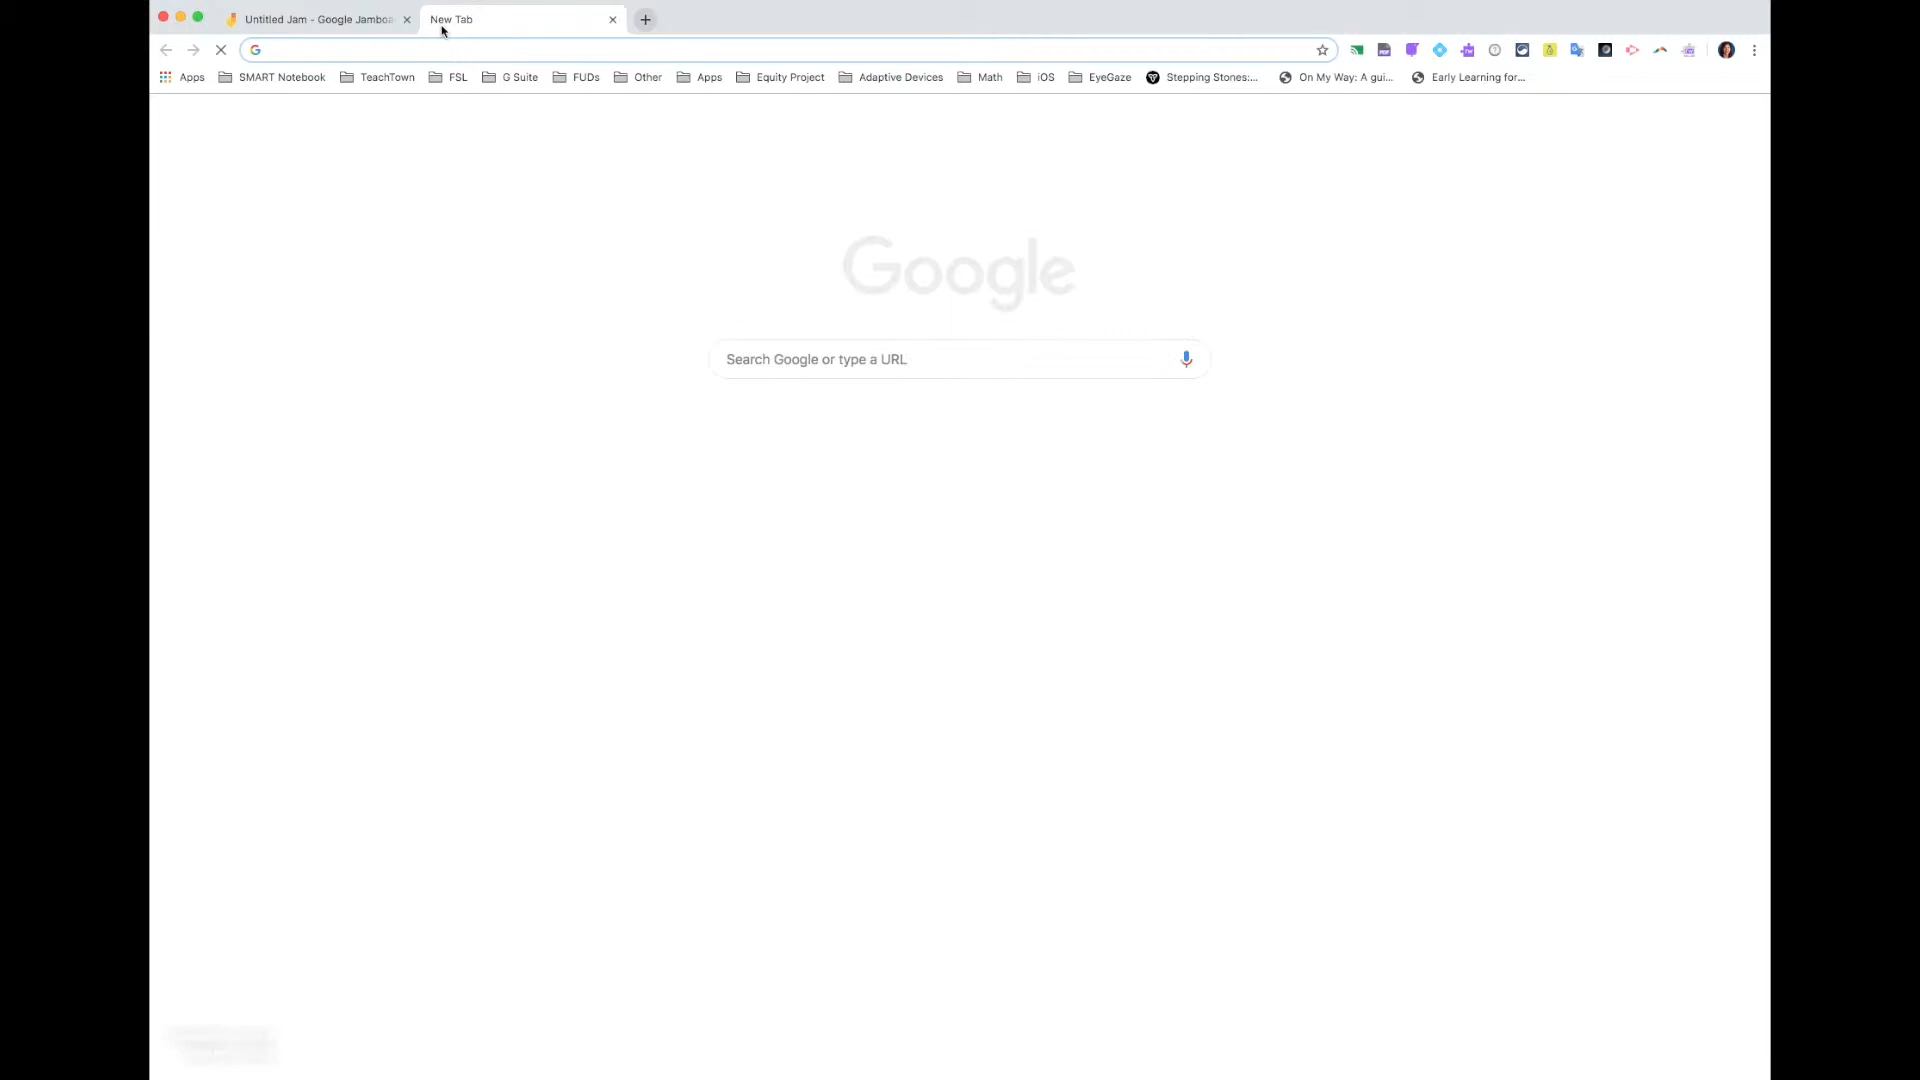 Untitled Jam - Google Jamboa
New Tab
Apps SMART Notebook TeachTown FSL G Suite FUDs Other Apps Equity Project Adaptive Devices Math iOS EyeGaze Stepping Stones:... On My Way: A gui... Early Learning for...
Google
Search Google or type a URL